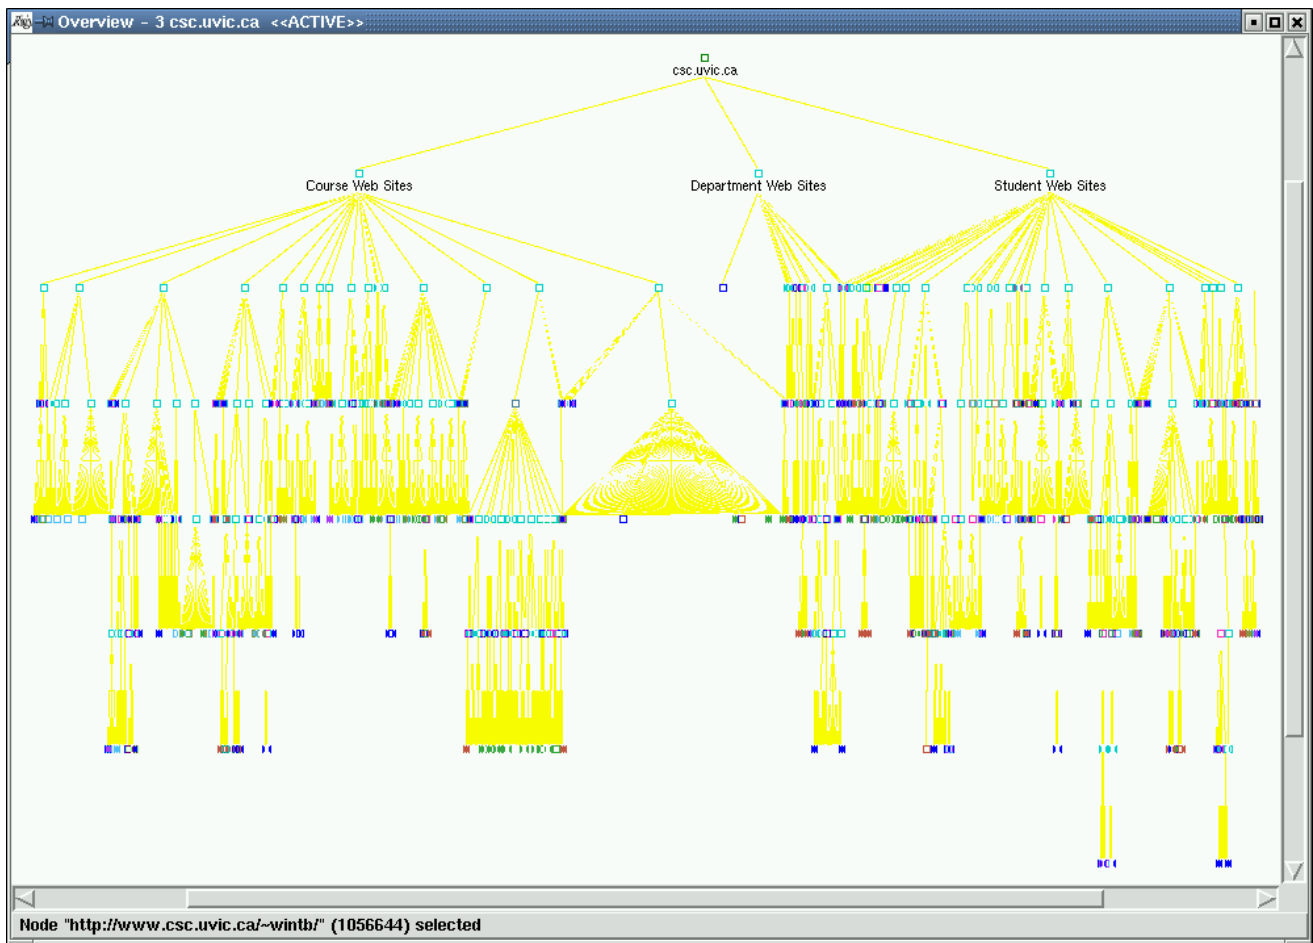 Overview - 3 csc.uvic.ca <<ACTIVE>>
csc.uvic.ca
Course Web Sites
Department Web Sites
Student Web Sites
Node "http://www.csc.uvic.ca/~wintb/" (1056644) selected